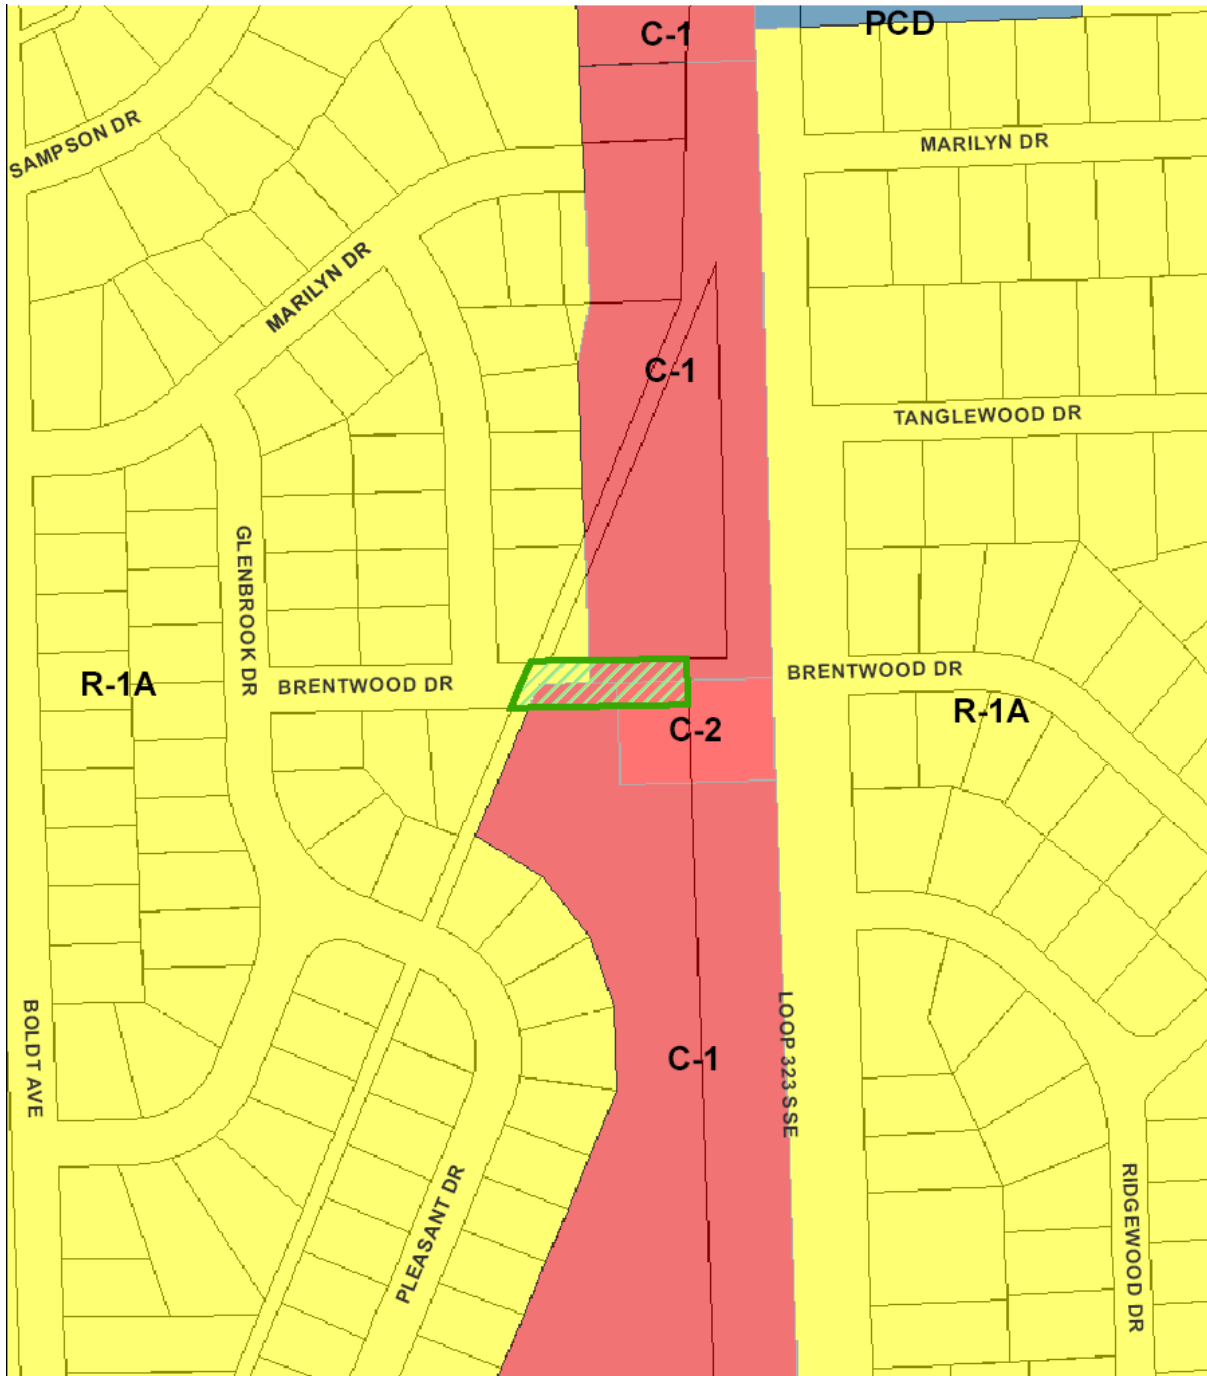 C-1
PCD
SAMPSON DR
MARILYN DR
MARILYN DR
C-1
TANGLEWOOD DR
GLENBROOK DR
R-1A
BRENTWOOD DR
BRENTWOOD DR
R-1A
C-2
BOLDT AVE
C-1
LOOP 323 SSE
PLEASANT DR
RIDGEWOOD DR